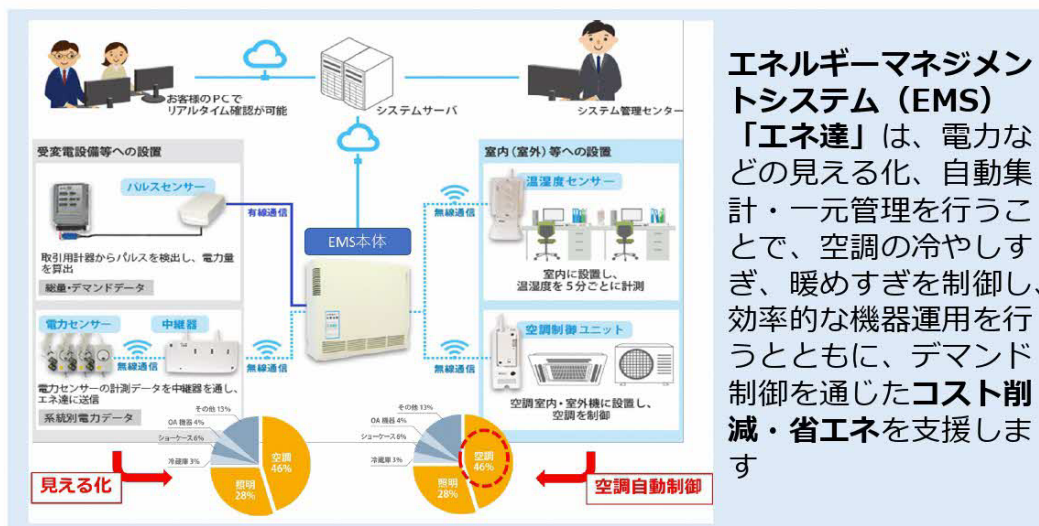 お客様のPCで
リアルタイム確認が可能
システムサーバ
システム管理センター
受変電設備等への設置
パルスセンサー
有線通信
取引用計器からパルスを検出し、電力量
を算出
総量・デマンドデータ
電力センサー
中継器
無線通信
無線通信
電力センサーの計測データを中継器を通し、
エネ達に送信
系統別電力データ
EMS本体
室内(室外)等への設置
温湿度センサー
無線通信
室内に設置し、
温湿度を5分ごとに計測
空調制御ユニット
無線通信
空調室内・室外機に設置し、
空調を制御
その他 13%
OA 機器 4%
ショーケース 6%
冷蔵庫 3%
空調
46%
照明
28%
見える化
その他 13%
OA 機器 4%
ショーケース 6%
冷蔵庫 3%
空調
46%
照明
28%
空調自動制御
エネルギーマネジメン
トシステム（EMS）
「エネ達」は、電力な
どの見える化、自動集
計・一元管理を行うこ
とで、空調の冷やしす
ぎ、暖めすぎを制御し、
効率的な機器運用を行
うとともに、デマンド
制御を通じたコスト削
減・省エネを支援しま
す